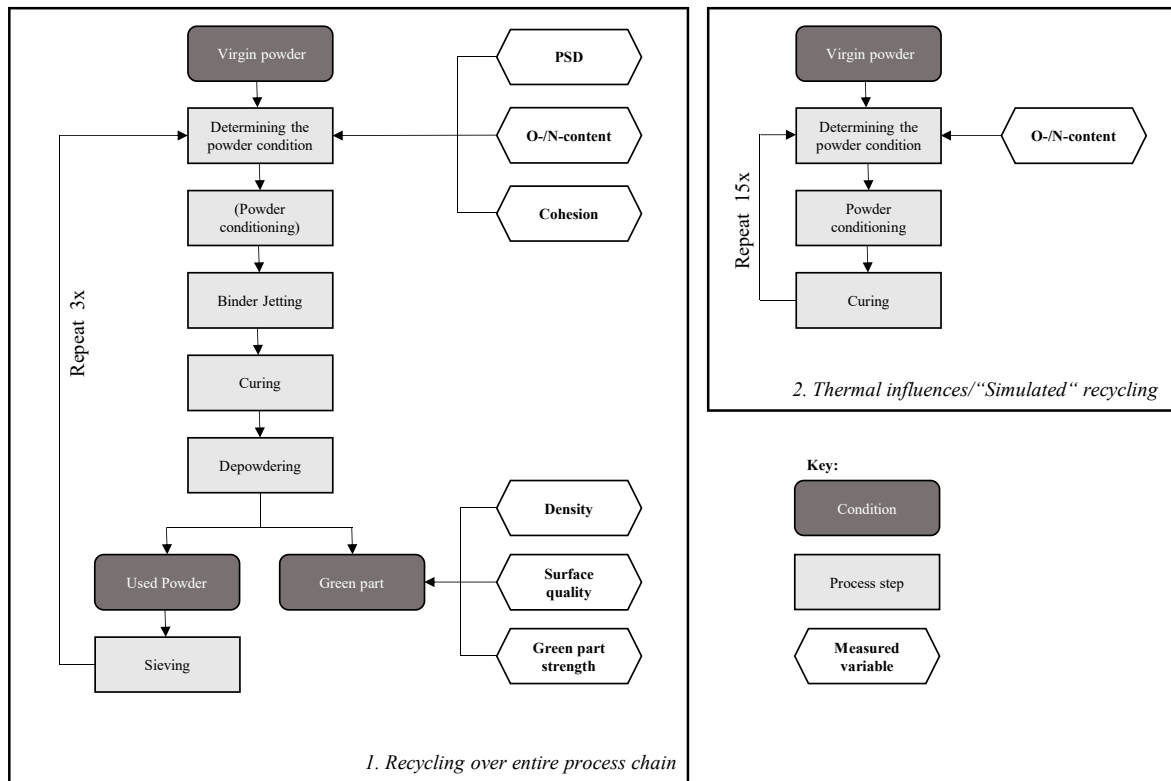 Virgin powder
Determining the
powder condition
(Powder
conditioning)
Binder Jetting
Curing
Depowdering
Used Powder
Green part
Sieving
Repeat 3x
PSD
O-/N-content
Cohesion
Density
Surface
quality
Green part
strength
1. Recycling over entire process chain
Virgin powder
Determining the
powder condition
Powder
conditioning
Curing
Repeat 15x
O-/N-content
2. Thermal influences/“Simulated“ recycling
Key:
Condition
Process step
Measured
variable